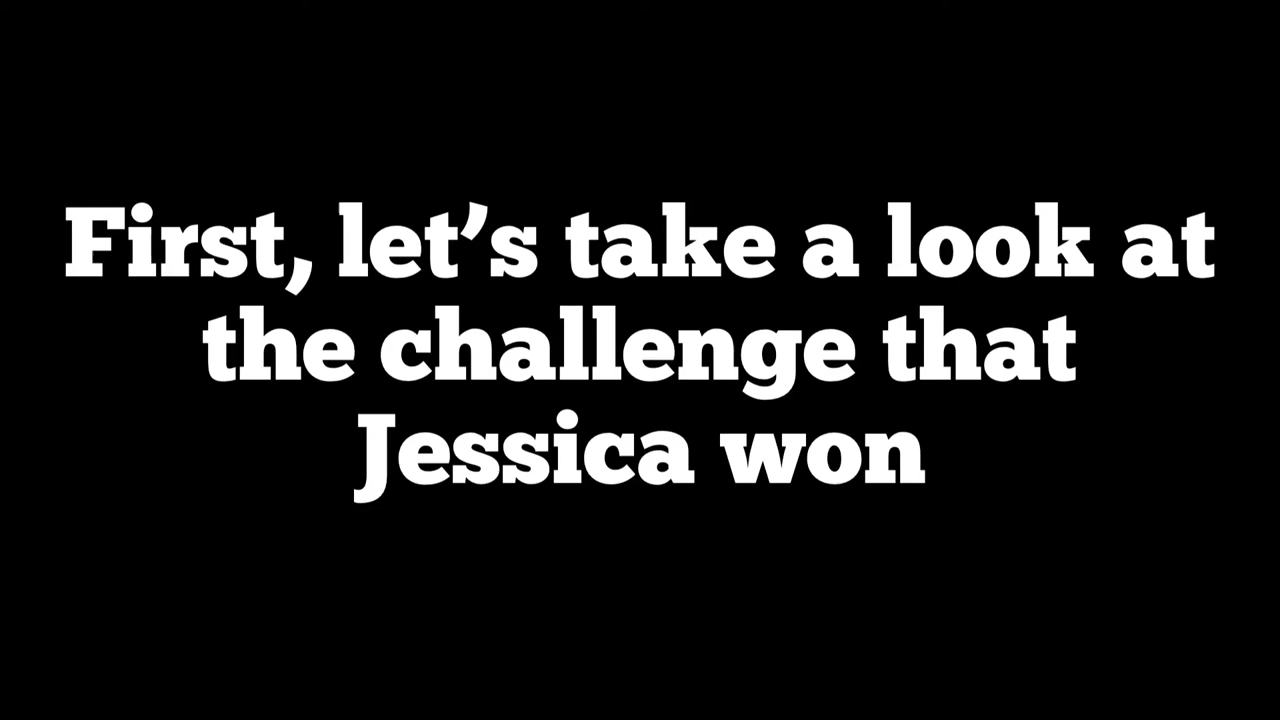 First, let’s take a look at
the challenge that
Jessica won